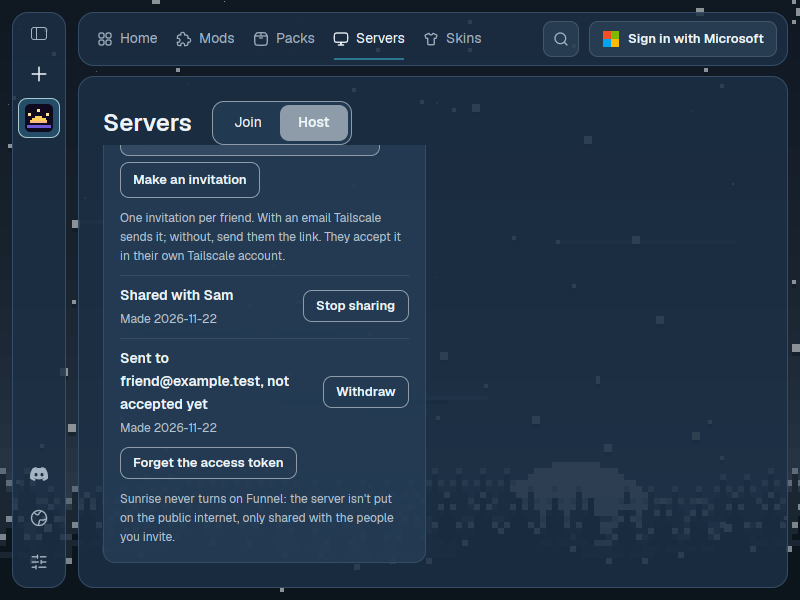 Home
Mods
Packs
Servers
Skins
Sign in with Microsoft
Servers
Join
Host
Make an invitation
One invitation per friend. With an email Tailscale
sends it; without, send them the link. They accept it
in their own Tailscale account.
Shared with Sam
Made 2026-11-22
Stop sharing
Sent to
friend@example.test, not
accepted yet
Made 2026-11-22
Withdraw
Forget the access token
Sunrise never turns on Funnel: the server isn't put
on the public internet, only shared with the people
you invite.